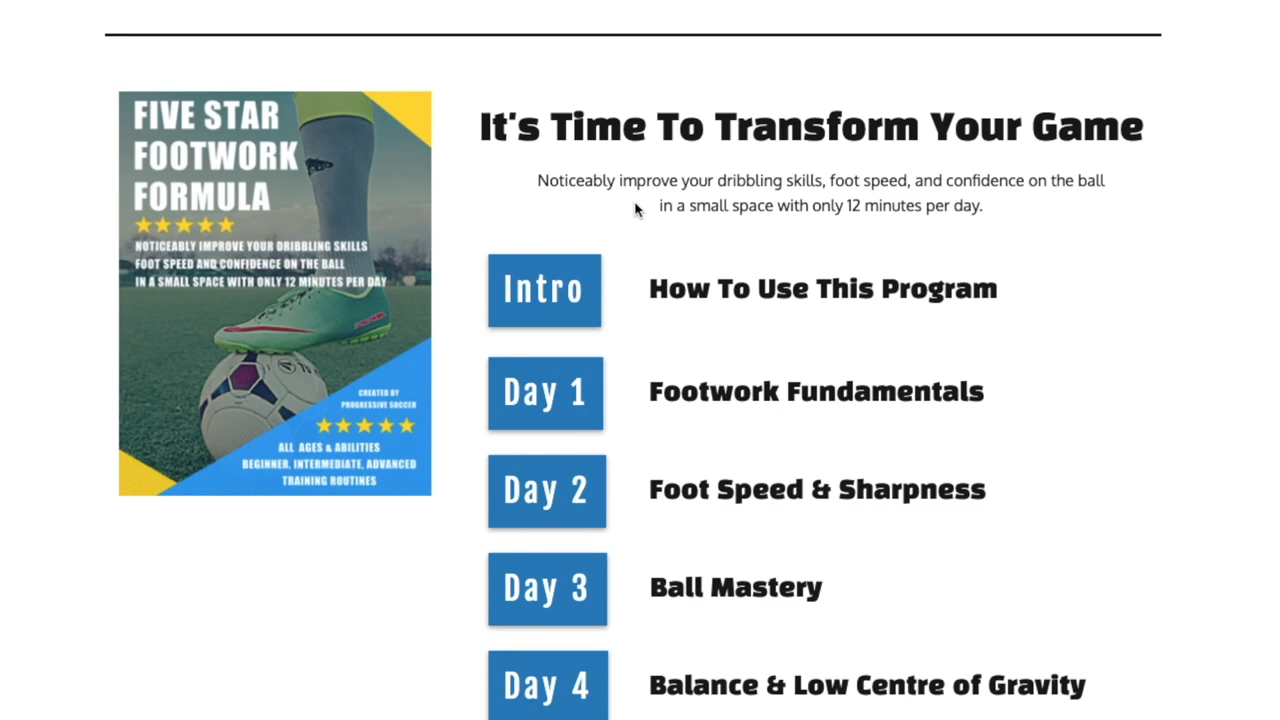 FIVE STAR
FOOTWORK
FORMULA
NOTICEABLY IMPROVE YOUR DRIBBLING SKILLS
FOOT SPEED AND CONFIDENCE ON THE BALL
IN A SMALL SPACE WITH ONLY 12 MINUTES PER DAY
CREATED BY
PROGRESSIVE SOCCER
ALL AGES & ABILITIES
BEGINNER, INTERMEDIATE, ADVANCED
TRAINING ROUTINES
It's Time To Transform Your Game
Noticeably improve your dribbling skills, foot speed, and confidence on the ball
in a small space with only 12 minutes per day.
Intro How To Use This Program
Day 1 Footwork Fundamentals
Day 2 Foot Speed & Sharpness
Day 3 Ball Mastery
Day 4 Balance & Low Centre of Gravity